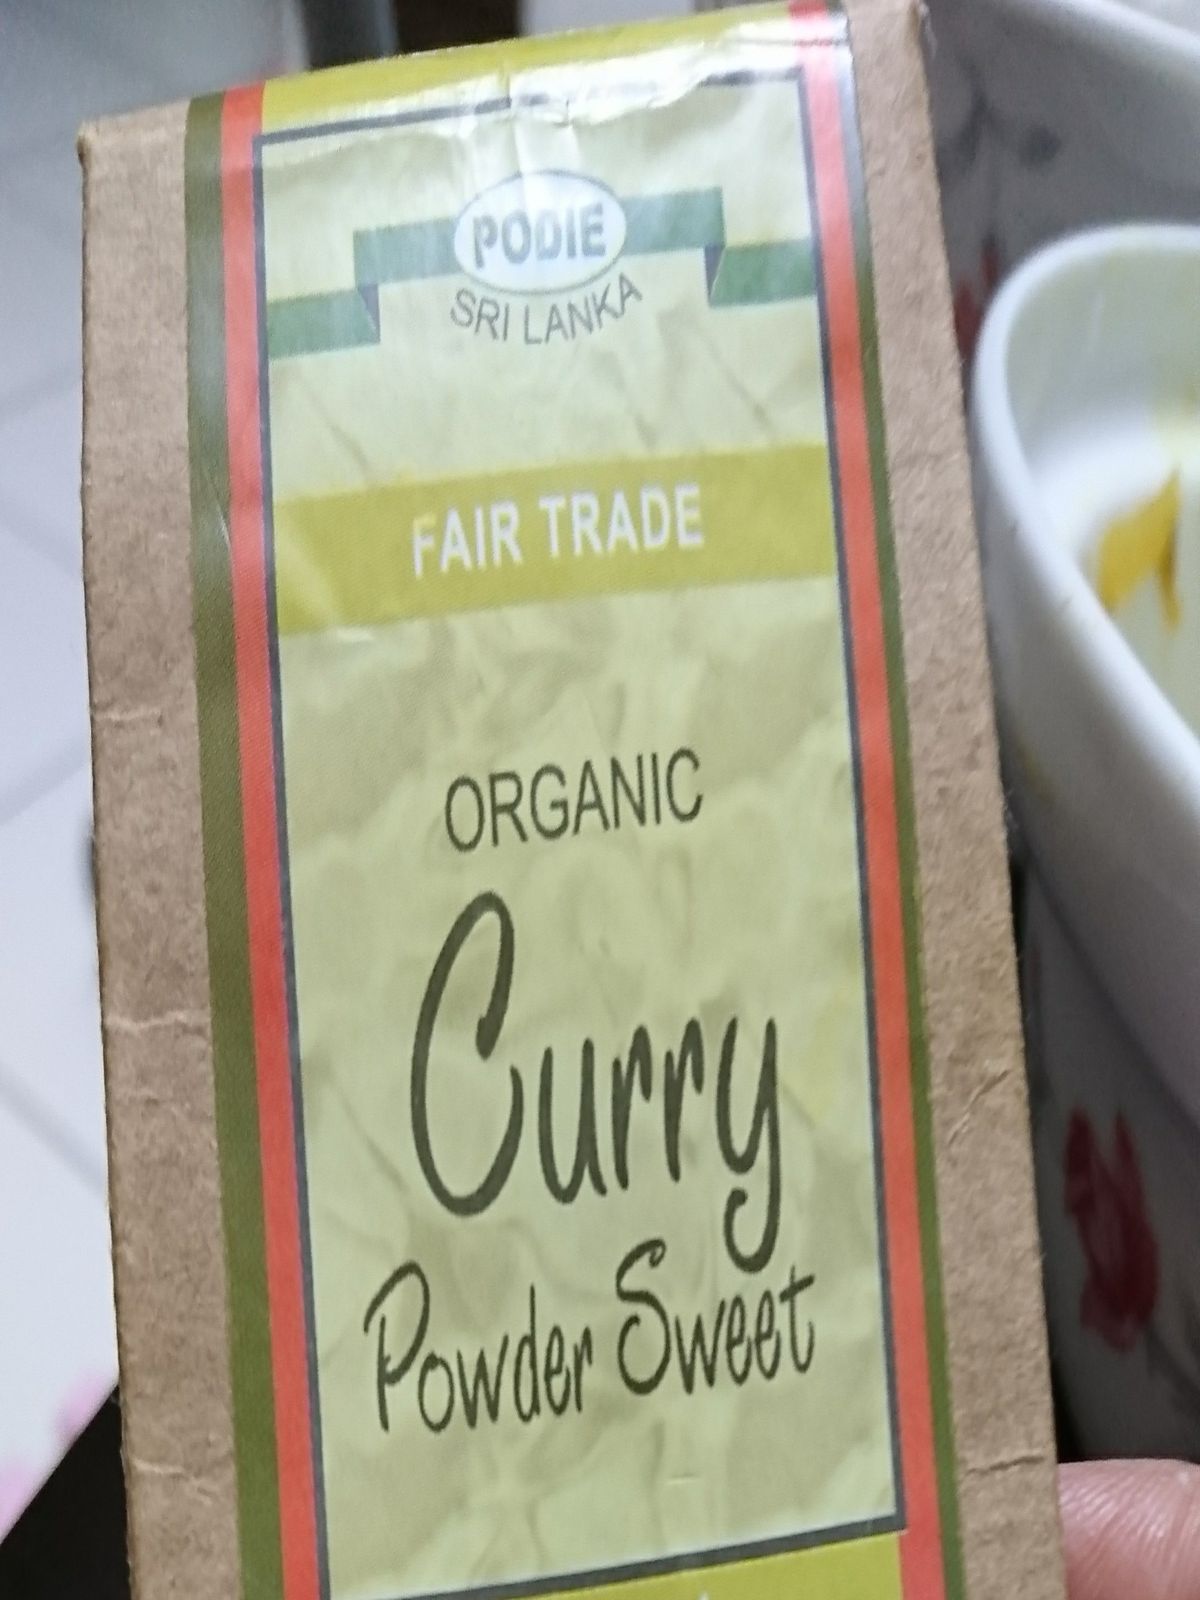 PODIE
SRI LANKA
FAIR TRADE
ORGANIC
Curry
Powder Sweet